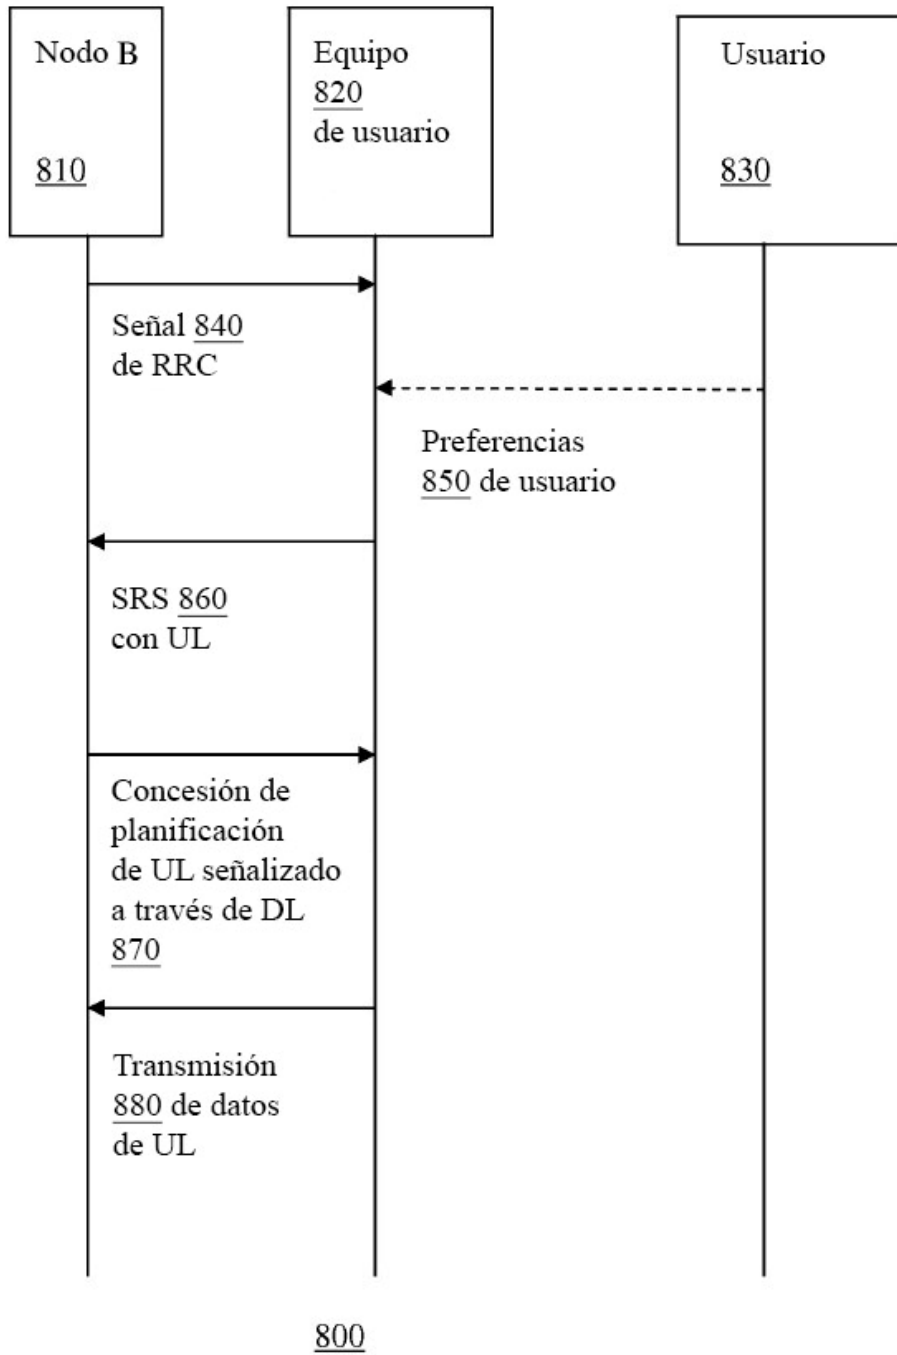 Nodo B
810
Equipo
820
de usuario
Usuario
830
Señal 840
de RRC
Preferencias
850 de usuario
SRS 860
con UL
Concesión de
planificación
de UL señalizado
a través de DL
870
Transmisión
880 de datos
de UL
800